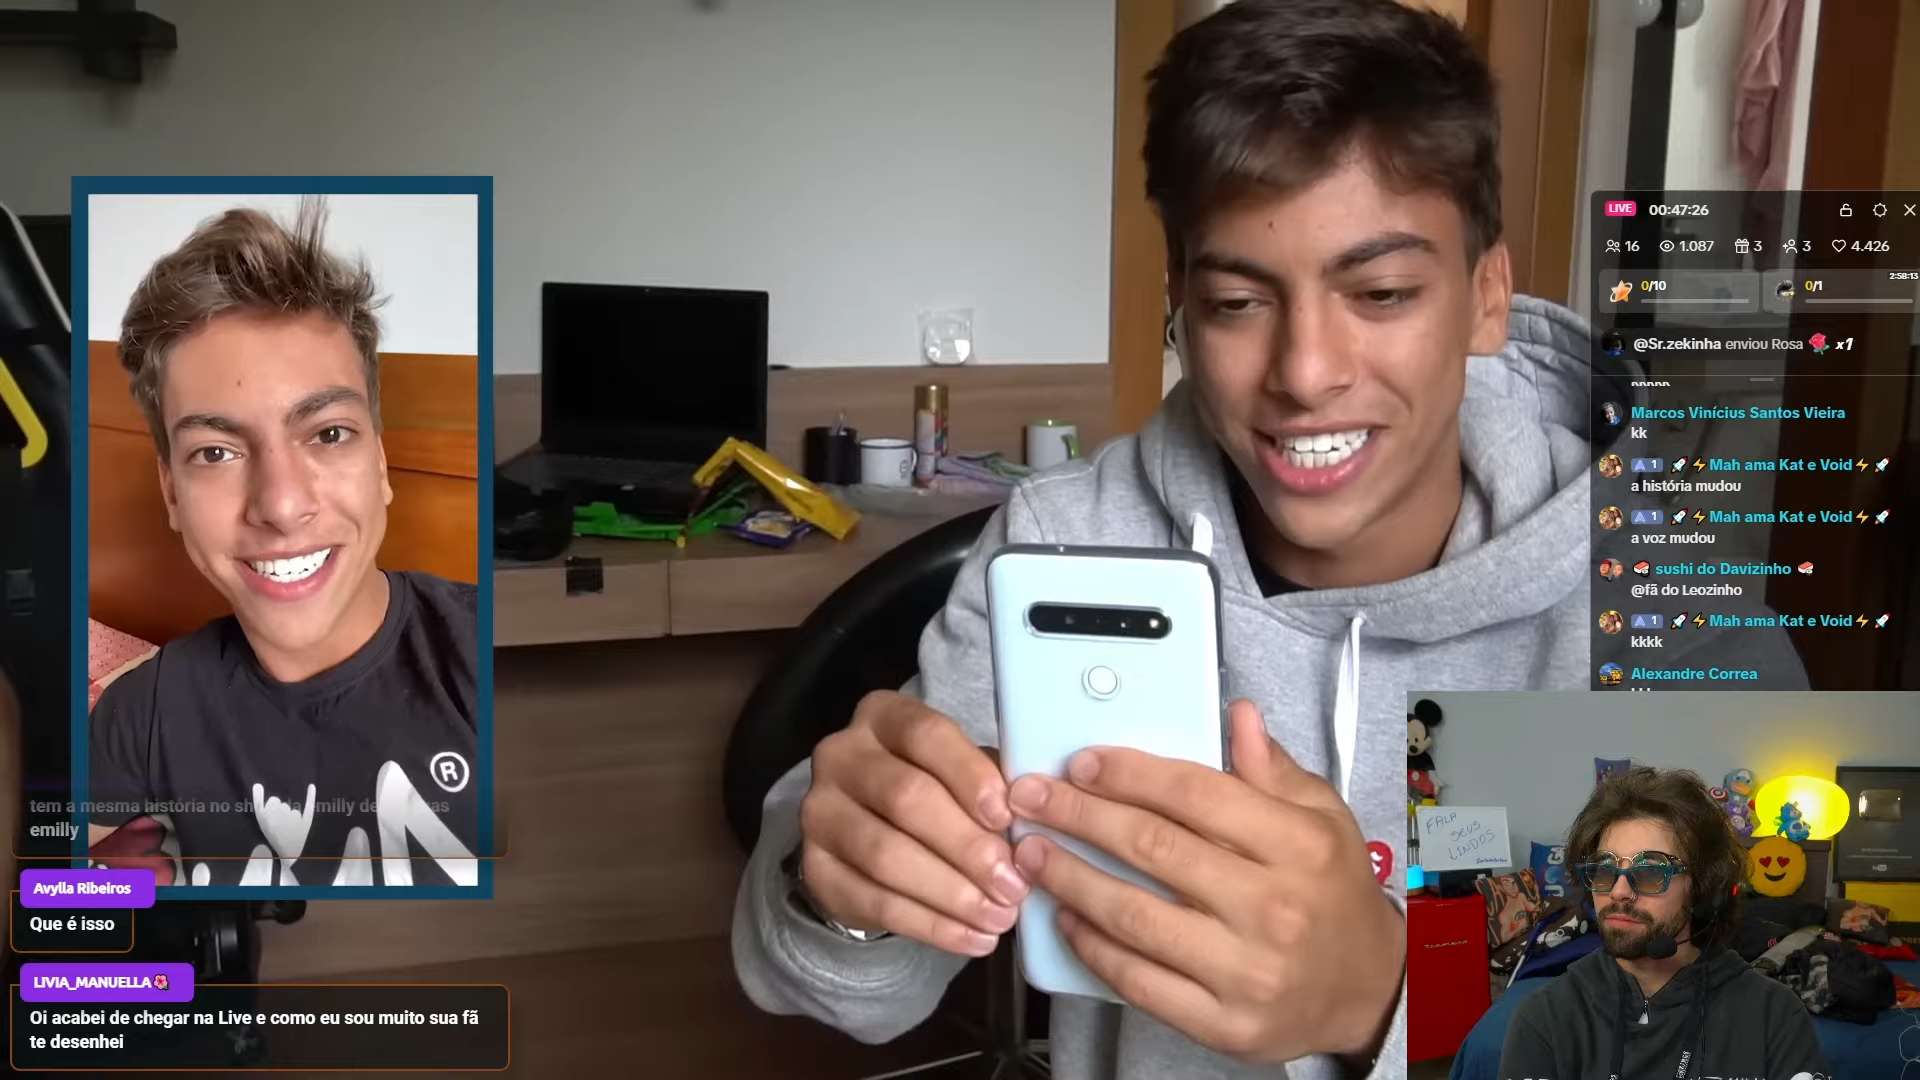 tem a mesma história no
emilly
Avylla Ribeiros
Que é isso
LIVIA_MANUELLA🌺
Oi acabei de chegar na Live e como eu sou muito sua fã
te desenhei
®
LIVE 00:47:26
16 1.087 3 3 4.426
2:58:13
0/10 0/1
@Sr.zekinha enviou Rosa 🌹 x1
kkkkk
Marcos Vinícius Santos Vieira
kk
1 🚀⚡Mah ama Kat e Void⚡🚀
a história mudou
1 🚀⚡Mah ama Kat e Void⚡🚀
a voz mudou
🍣 sushi do Davizinho 🍣
@fã do Leozinho
1 🚀⚡Mah ama Kat e Void⚡🚀
kkkk
Alexandre Correa
FALA
SEUS
LINDOS